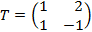 T = (1 2
1 −1)